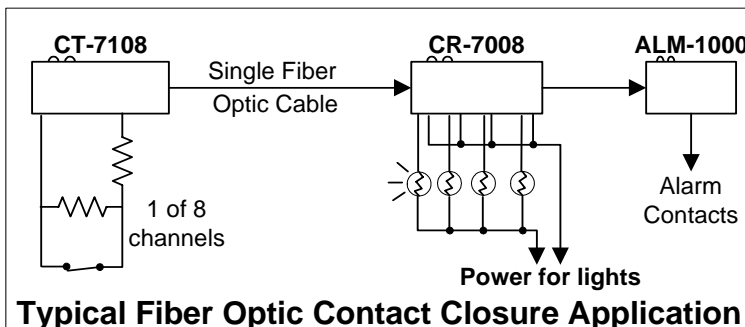 CT-7108
CR-7008
ALM-1000
Single Fiber
Optic Cable
1 of 8
channels
Alarm
Contacts
Power for lights
Typical Fiber Optic Contact Closure Application